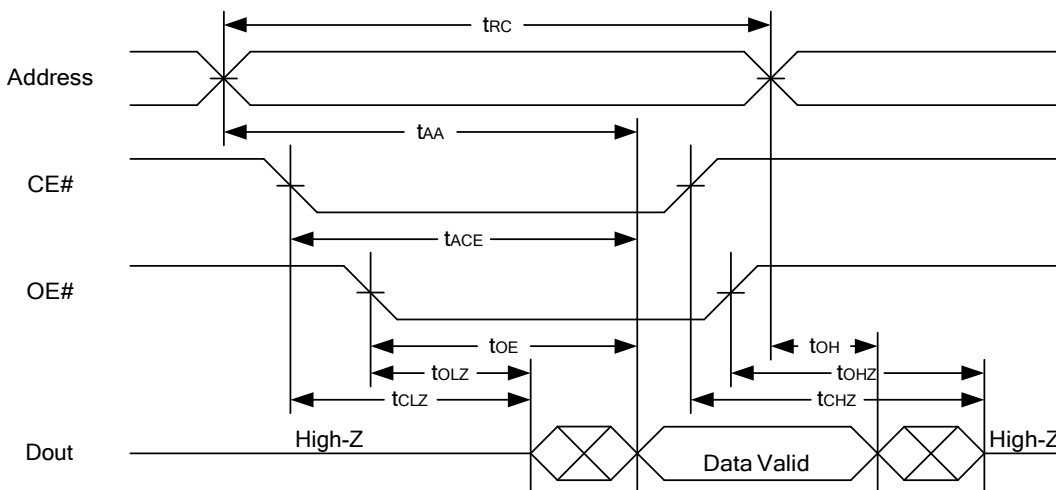 tRC
Address
tAA
CE#
tACE
OE#
tOE
tOH
tOLZ
tOHZ
tCLZ
tCHZ
High-Z
High-Z
Dout
Data Valid